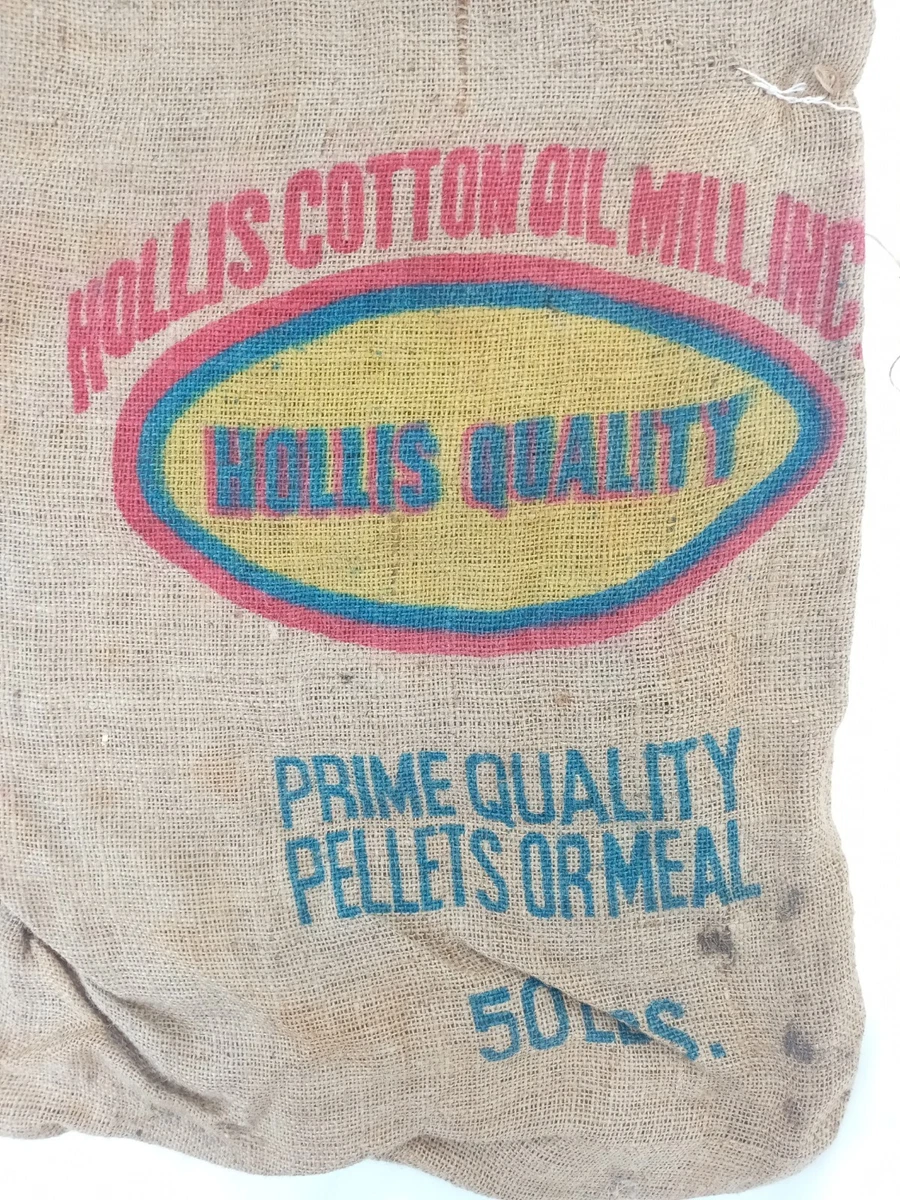 HOLLIS COTTON OIL MILL, INC.
HOLLIS QUALITY
PRIME QUALITY
PELLETS OR MEAL
50 LBS.